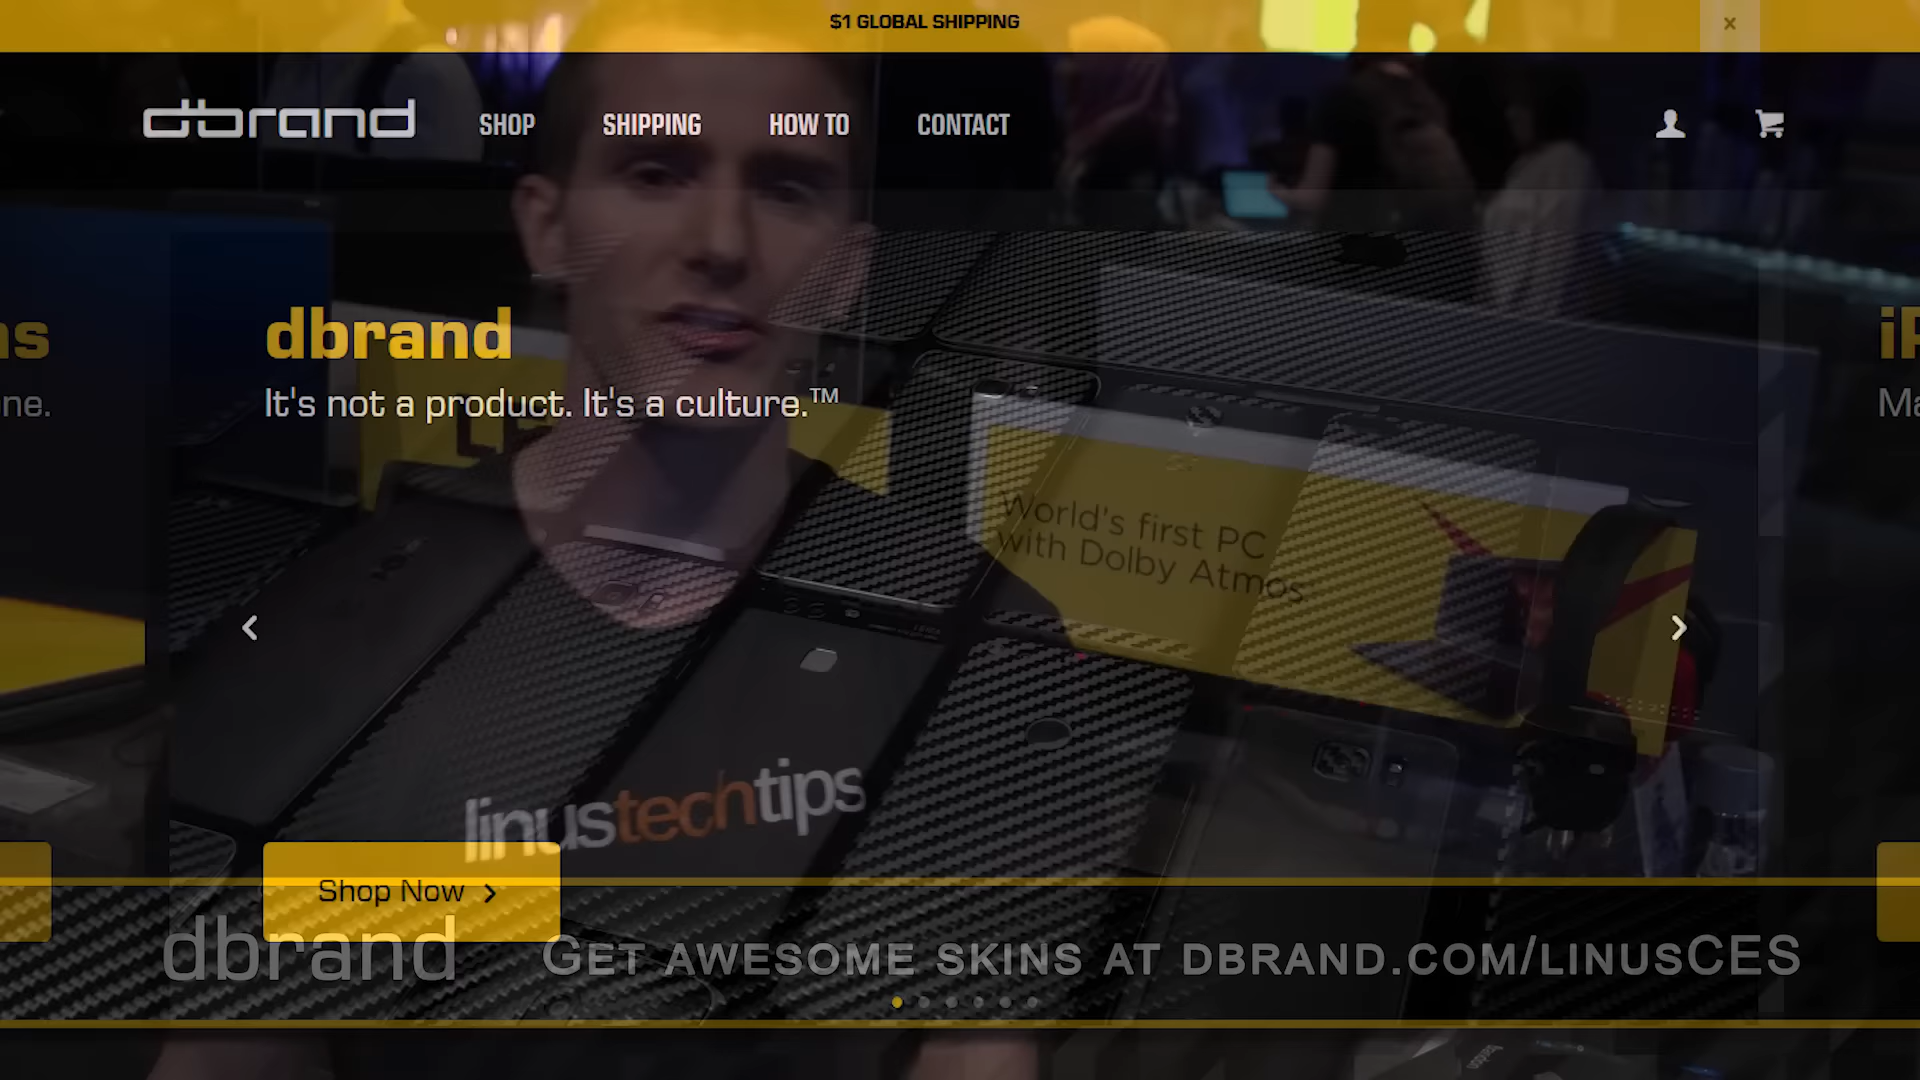 $1 GLOBAL SHIPPING
×
dbrand SHOP SHIPPING HOW TO CONTACT
ns
dbrand
iP
ne.
It's not a product. It's a culture.™
Ma
World's first PC
with Dolby Atmos
linustechtips
Shop Now
dbrand GET AWESOME SKINS AT DBRAND.COM/LINUSCES